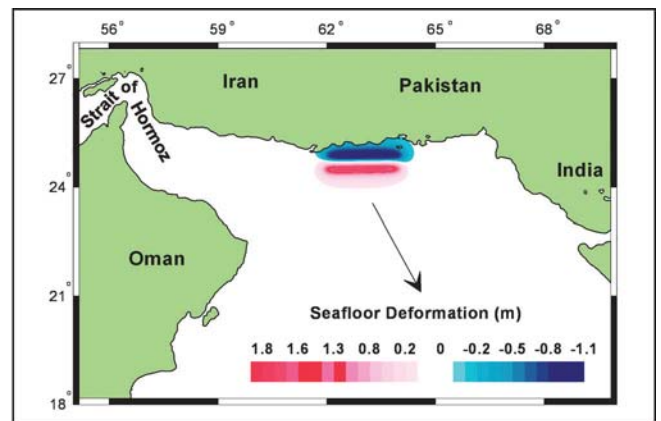 56° 59° 62° 65° 68°
27°
24°
21°
18°
Iran
Pakistan
Strait of
Hormoz
India
Oman
Seafloor Deformation (m)
1.8 1.6 1.3 0.8 0.2 0 -0.2 -0.5 -0.8 -1.1